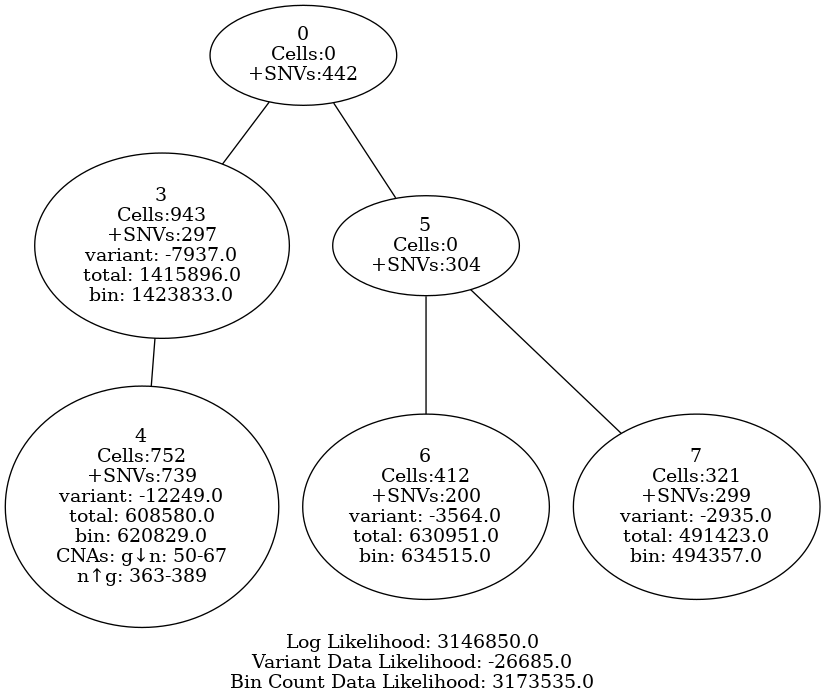 0
Cells:0
+SNVs:442
3
Cells:943
+SNVs:297
variant: -7937.0
total: 1415896.0
bin: 1423833.0
5
Cells:0
+SNVs:304
4
Cells:752
+SNVs:739
variant: -12249.0
total: 608580.0
bin: 620829.0
CNAs: g↓n: 50-67
n↑g: 363-389
6
Cells:412
+SNVs:200
variant: -3564.0
total: 630951.0
bin: 634515.0
7
Cells:321
+SNVs:299
variant: -2935.0
total: 491423.0
bin: 494357.0
Log Likelihood: 3146850.0
Variant Data Likelihood: -26685.0
Bin Count Data Likelihood: 3173535.0